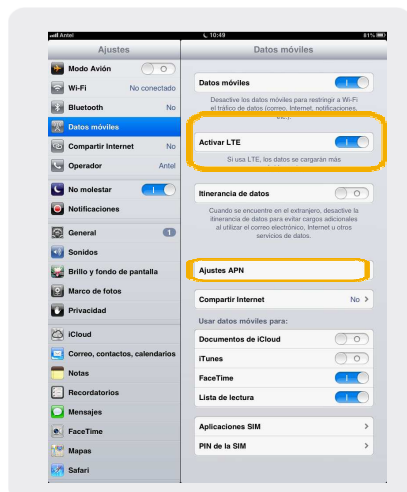 Antel
10:49
81%
Ajustes
Datos móviles
Modo Avión
Wi-Fi No conectado
Bluetooth No
Datos móviles
Compartir Internet No
Operador Antel
No molestar
Notificaciones
General 1
Sonidos
Brillo y fondo de pantalla
Marco de fotos
Privacidad
iCloud
Correo, contactos, calendarios
Notas
Recordatorios
Mensajes
FaceTime
Mapas
Safari
Datos móviles
Desactive los datos móviles para restringir a Wi-Fi
el tráfico de datos (correo, Internet, notificaciones,
etc.).
Activar LTE
Si usa LTE, los datos se cargarán más
Itinerancia de datos
Cuando se encuentre en el extranjero, desactive la
itinerancia de datos para evitar cargos adicionales
al utilizar el correo electrónico, Internet u otros
servicios de datos.
Ajustes APN
Compartir Internet No >
Usar datos móviles para:
Documentos de iCloud
iTunes
FaceTime
Lista de lectura
Aplicaciones SIM >
PIN de la SIM >